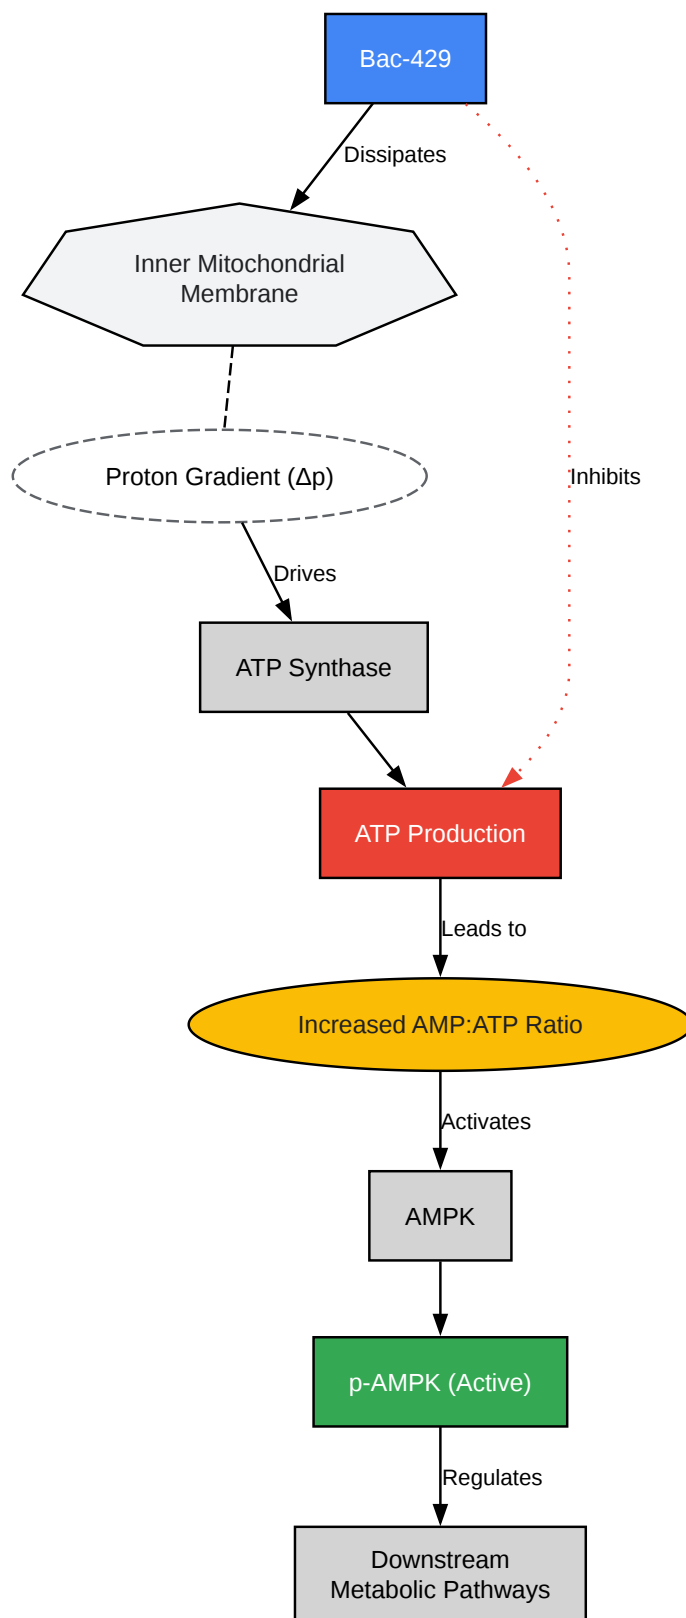 Bac-429
Dissipates
Inner Mitochondrial
Membrane
Proton Gradient (Δp)
Inhibits
Drives
ATP Synthase
ATP Production
Leads to
Increased AMP:ATP Ratio
Activates
AMPK
p-AMPK (Active)
Regulates
Downstream
Metabolic Pathways